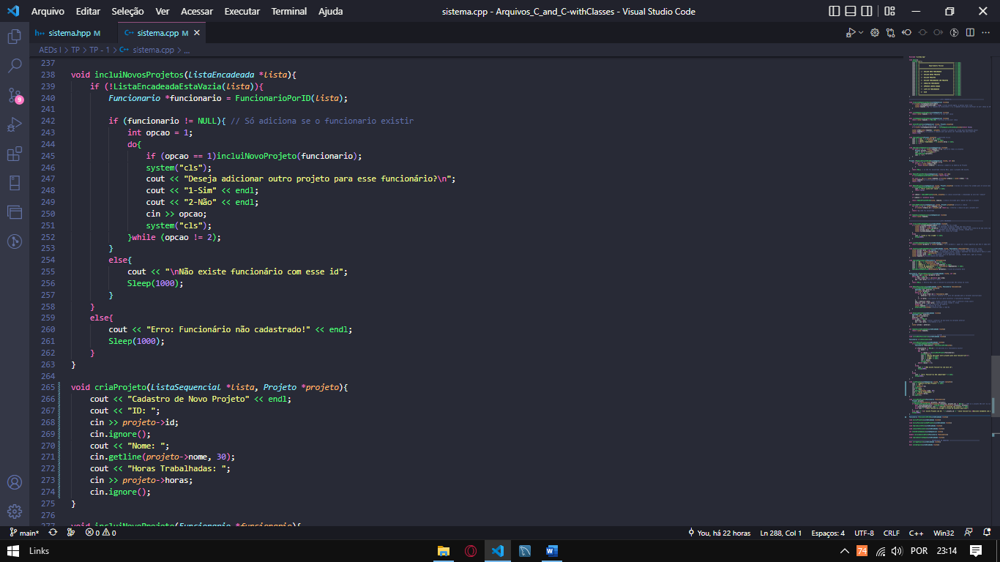 Arquivo Editar Seleção Ver Acessar Executar Terminal Ajuda
sistema.cpp - Arquivos_C_and_C-withClasses - Visual Studio Code
h++ sistema.hpp M
C++ sistema.cpp M
AEDs I > TP > TP - 1 > C++ sistema.cpp > ...
237
238 void incluiNovosProjetos(ListaEncadeada *lista){
239 if (!ListaEncadeadaEstaVazia(lista)){
240 Funcionario *funcionario = FuncionarioPorID(lista);
241
242 if (funcionario != NULL){ // Só adiciona se o funcionario existir
243 int opcao = 1;
244 do{
245 if (opcao == 1)incluiNovoProjeto(funcionario);
246 system("cls");
247 cout << "Deseja adicionar outro projeto para esse funcionário?\n";
248 cout << "1-Sim" << endl;
249 cout << "2-Não" << endl;
250 cin >> opcao;
251 system("cls");
252 }while (opcao != 2);
253 }
254 else{
255 cout << "\nNão existe funcionário com esse id";
256 Sleep(1000);
257 }
258 }
259 else{
260 cout << "Erro: Funcionário não cadastrado!" << endl;
261 Sleep(1000);
262 }
263 }
264
265 void criaProjeto(ListaSequencial *lista, Projeto *projeto){
266 cout << "Cadastro de Novo Projeto" << endl;
267 cout << "ID: ";
268 cin >> projeto->id;
269 cin.ignore();
270 cout << "Nome: ";
271 cin.getline(projeto->nome, 30);
272 cout << "Horas Trabalhadas: ";
273 cin >> projeto->horas;
274 cin.ignore();
275 }
276
277 void incluiNovoProjeto(Funcionario *funcionario){
9
main* 0 0
You, há 22 horas Ln 288, Col 1 Espaços: 4 UTF-8 CRLF C++ Win32
Links
74 POR 23:14